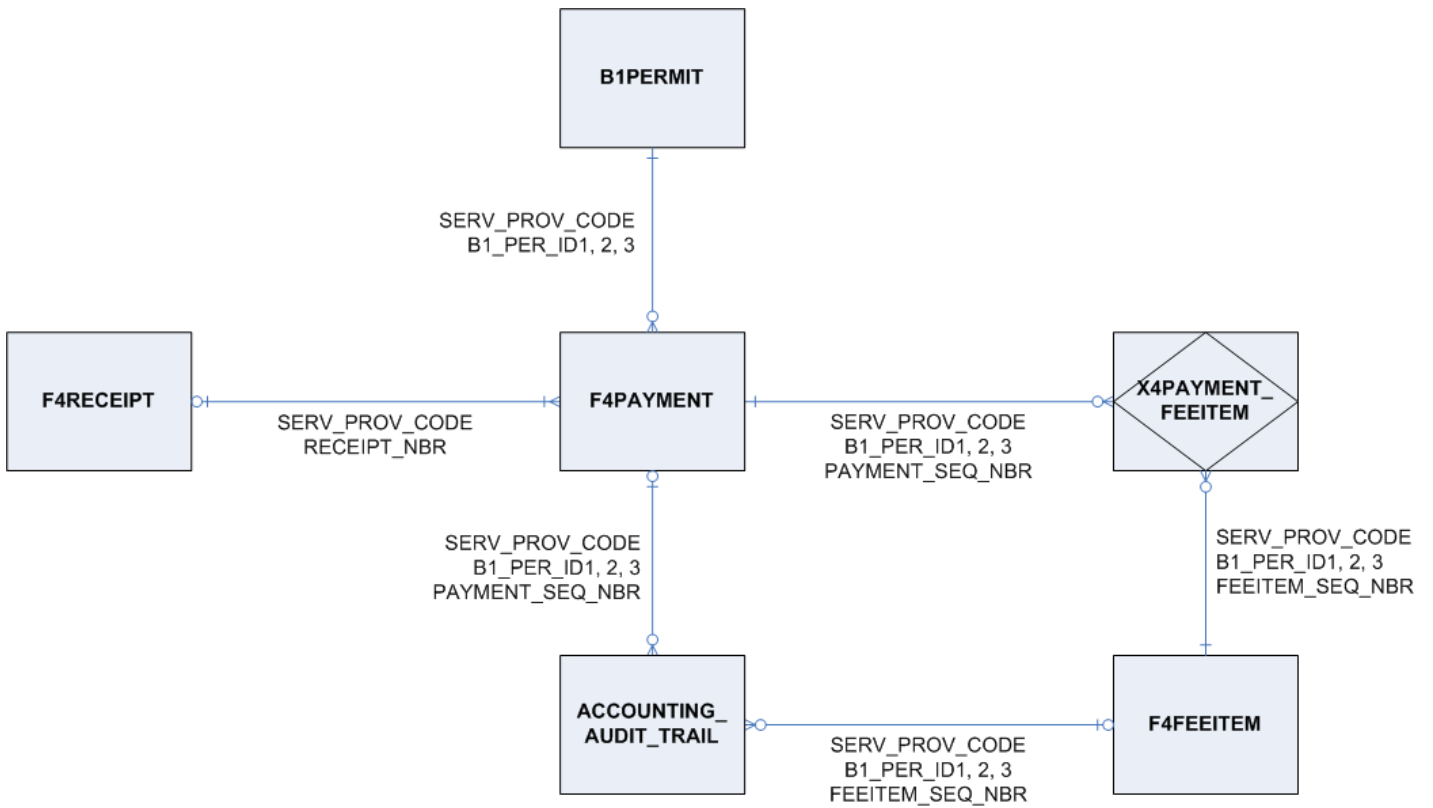 B1PERMIT
SERV_PROV_CODE
B1_PER_ID1, 2, 3
F4RECEIPT
SERV_PROV_CODE
RECEIPT_NBR
F4PAYMENT
SERV_PROV_CODE
B1_PER_ID1, 2, 3
PAYMENT_SEQ_NBR
X4PAYMENT_
FEEITEM
SERV_PROV_CODE
B1_PER_ID1, 2, 3
PAYMENT_SEQ_NBR
SERV_PROV_CODE
B1_PER_ID1, 2, 3
FEEITEM_SEQ_NBR
ACCOUNTING_
AUDIT_TRAIL
SERV_PROV_CODE
B1_PER_ID1, 2, 3
FEEITEM_SEQ_NBR
F4FEEITEM